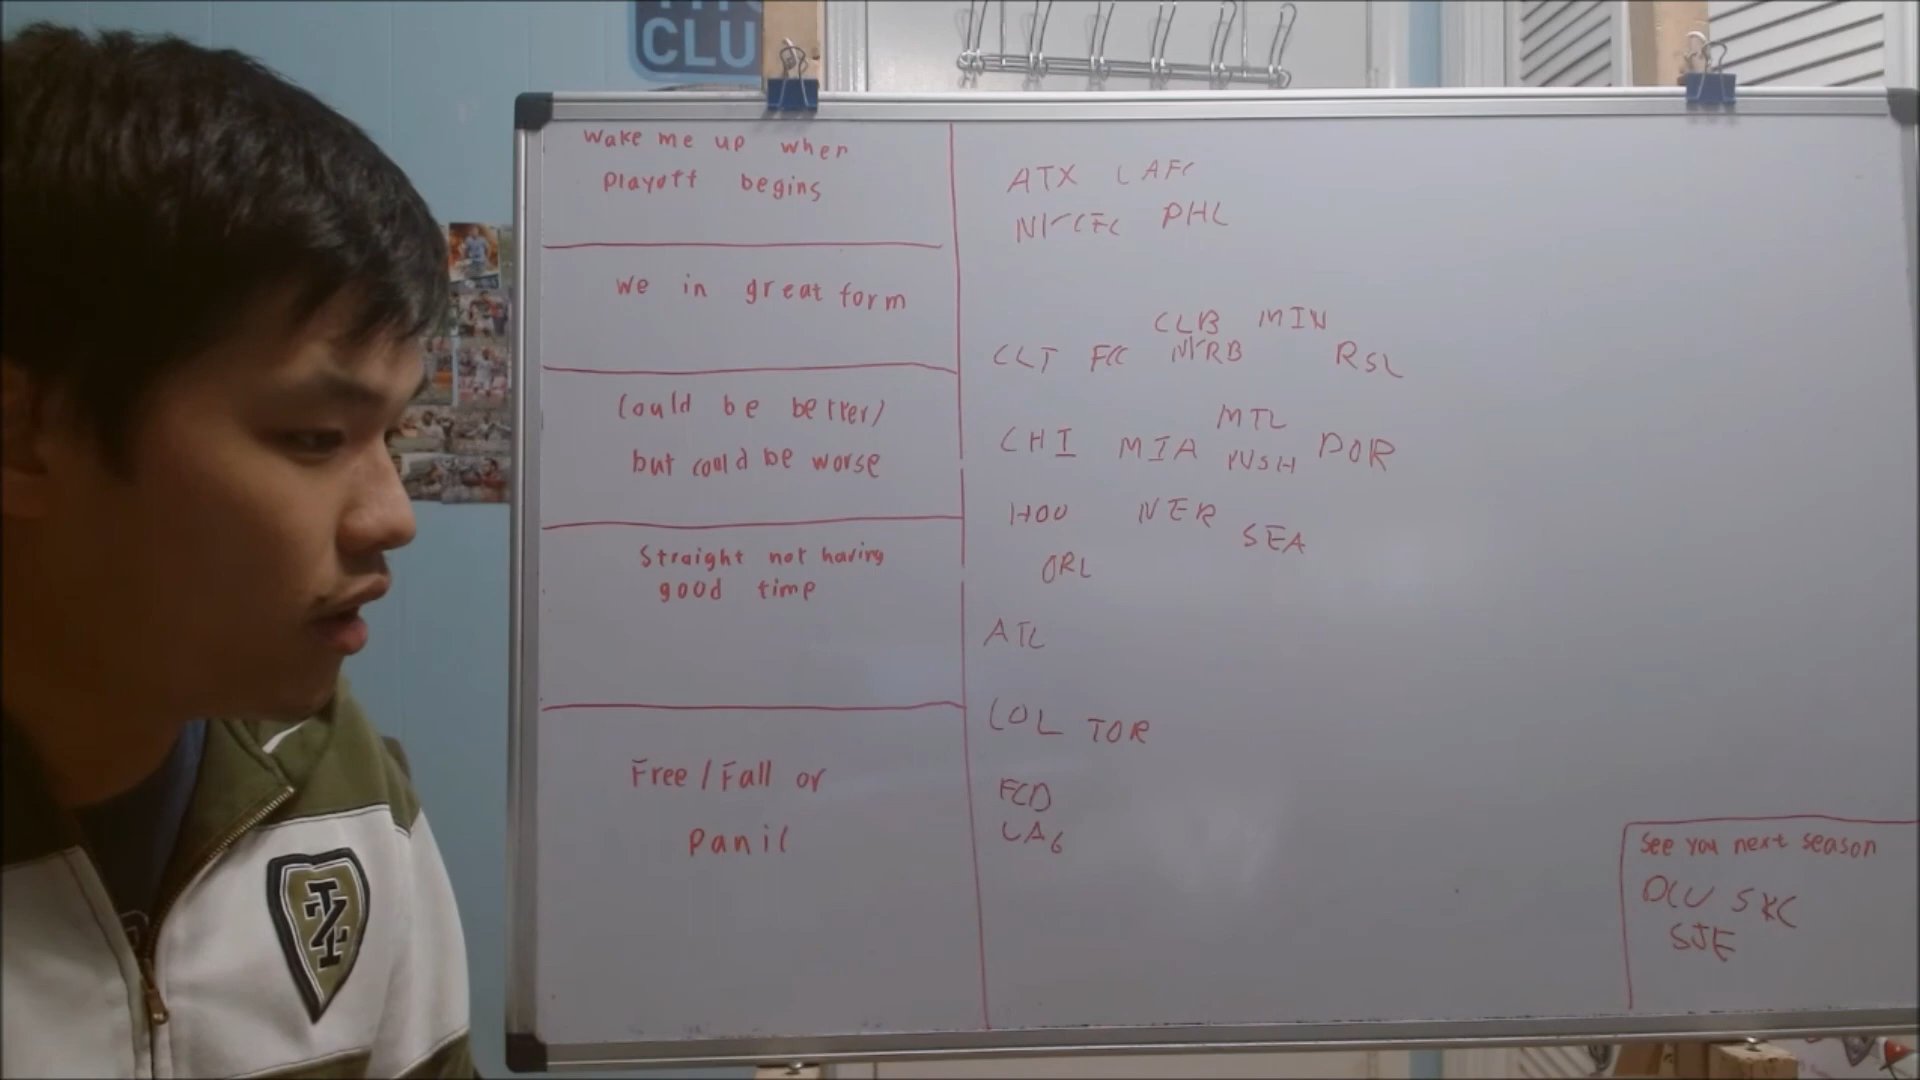 CLU
Wake me up when
Playoff begins
ATX LAFC
NYCFC PHL
We in great form
CLB MIN
CLT FCC NYRB RSL
Could be better/
but could be worse
MTL
CHI MIA NSH POR
HOU NER
SEA
ORL
Straight not having
good time
ATL
COL TOR
Free / Fall or
Panic
FCD
LAG
See you next season
DCU SKC
SJE